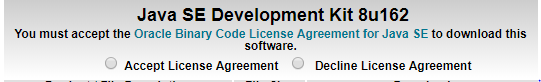 Java SE Development Kit 8u162
You must accept the Oracle Binary Code License Agreement for Java SE to download this
software.
Accept License Agreement Decline License Agreement